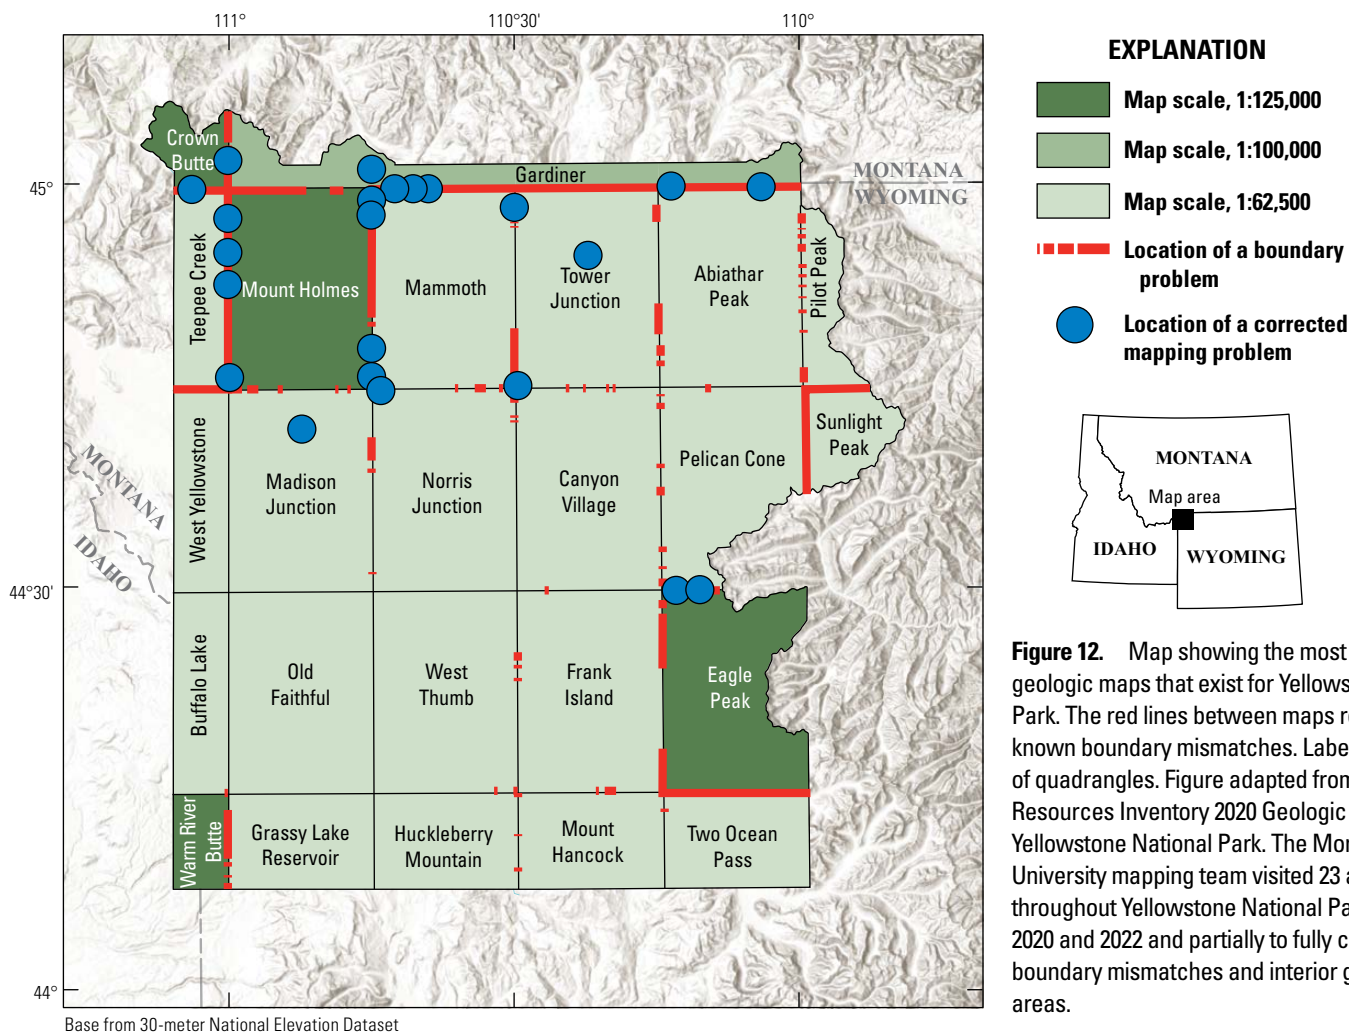 111°
110°30'
110°
45°
44°30'
44°
Crown
Butte
Gardiner
MONTANA
WYOMING
Teepee Creek
Mount Holmes
Mammoth
Tower
Junction
Abiathar
Peak
Pilot Peak
West Yellowstone
Madison
Junction
Norris
Junction
Canyon
Village
Pelican Cone
Sunlight
Peak
MONTANA
IDAHO
Buffalo Lake
Old
Faithful
West
Thumb
Frank
Island
Eagle
Peak
Warm River
Butte
Grassy Lake
Reservoir
Huckleberry
Mountain
Mount
Hancock
Two Ocean
Pass
Base from 30-meter National Elevation Dataset
EXPLANATION
Map scale, 1:125,000
Map scale, 1:100,000
Map scale, 1:62,500
Location of a boundary
problem
Location of a corrected
mapping problem
MONTANA
Map area
IDAHO
WYOMING
Figure 12. Map showing the most
geologic maps that exist for Yellows
Park. The red lines between maps r
known boundary mismatches. Labe
of quadrangles. Figure adapted from
Resources Inventory 2020 Geologic
Yellowstone National Park. The Mon
University mapping team visited 23 a
throughout Yellowstone National Pa
2020 and 2022 and partially to fully c
boundary mismatches and interior g
areas.